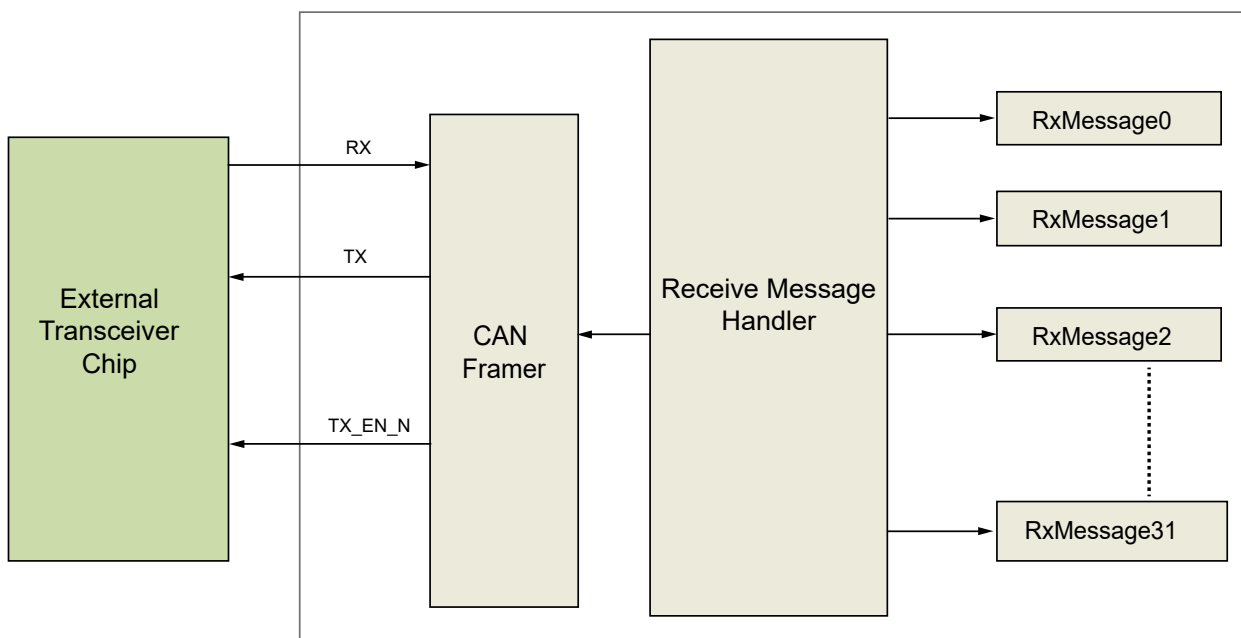 External
Transceiver
Chip
RX
TX
TX_EN_N
CAN
Framer
Receive Message
Handler
RxMessage0
RxMessage1
RxMessage2
RxMessage31